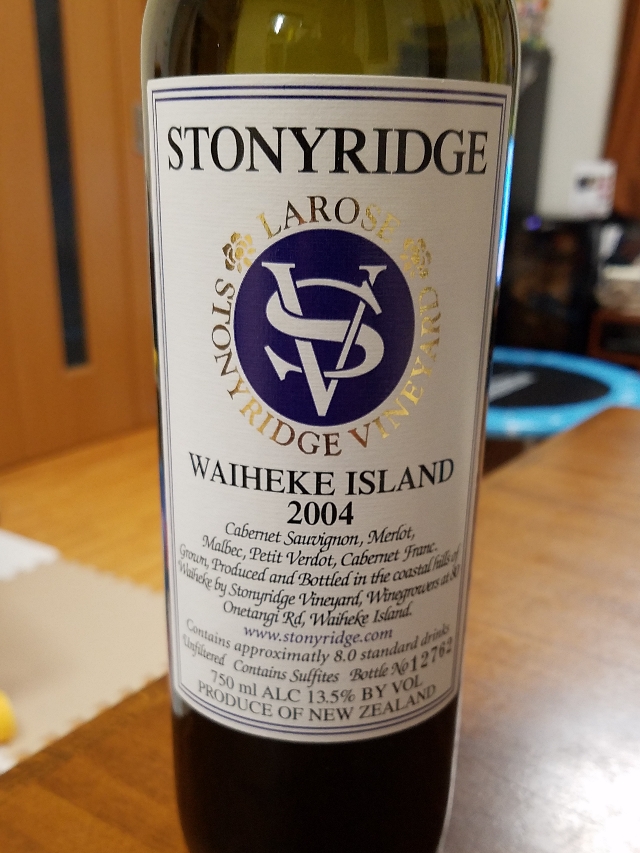 STONYRIDGE
LAROSE
STONYRIDGE VINEYARD
SV
WAIHEKE ISLAND
2004
Cabernet Sauvignon, Merlot,
Malbec, Petit Verdot, Cabernet Franc.
Grown, Produced and Bottled in the coastal hills of
Waiheke by Stonyridge Vineyard, Winegrowers at 80
Onetangi Rd, Waiheke Island.
www.stonyridge.com
Contains approximatly 8.0 standard drinks
Unfiltered Contains Sulfites Bottle No 12762
750 ml ALC 13.5% BY VOL
PRODUCE OF NEW ZEALAND